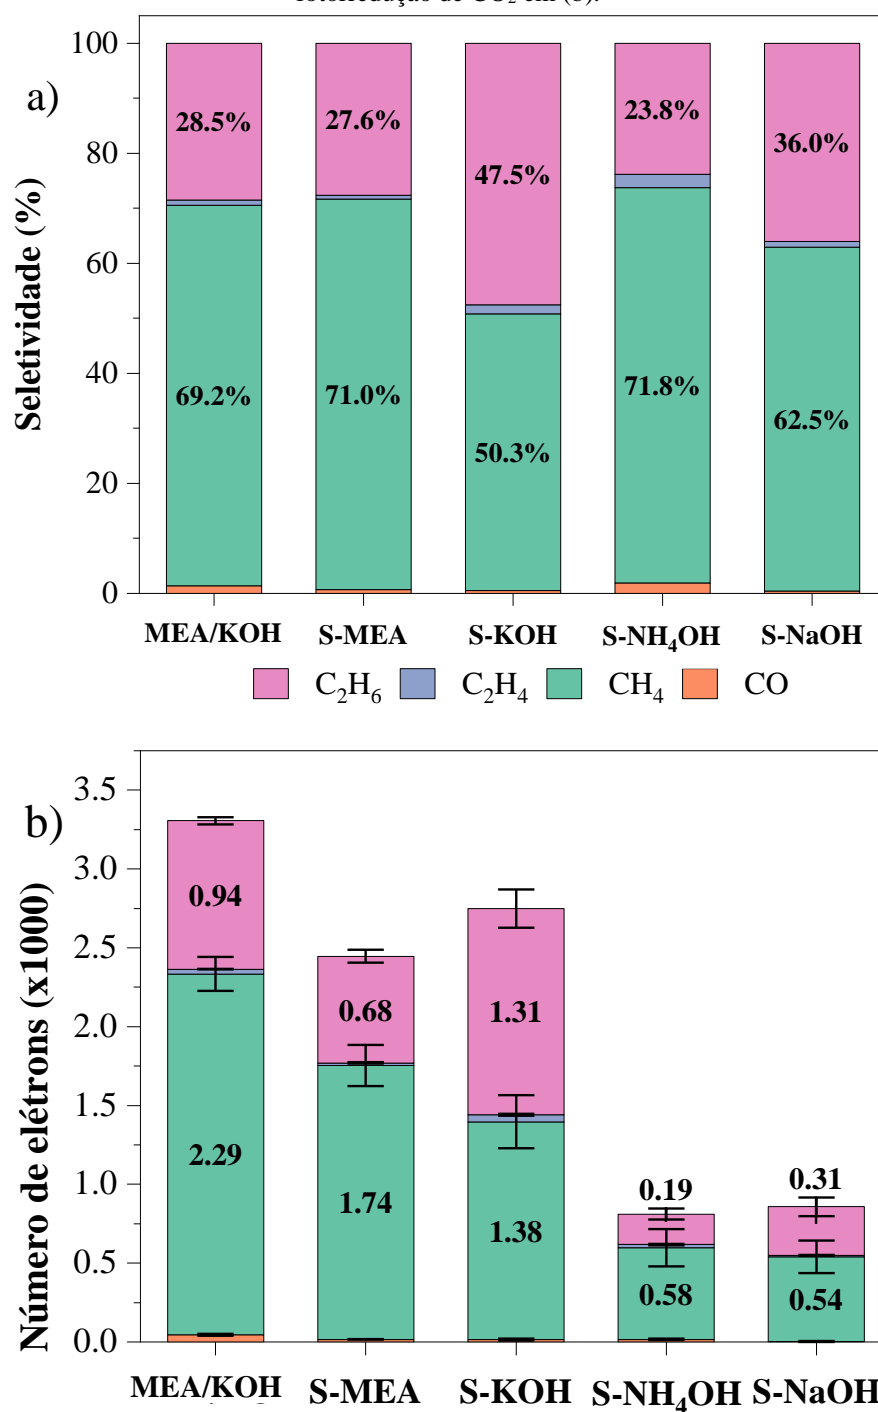 fotorredução de CO₂ em (b).
a)
Seletividade (%)
100
80
60
40
20
0
28.5%
27.6%
47.5%
23.8%
36.0%
69.2%
71.0%
50.3%
71.8%
62.5%
MEA/KOH
S-MEA
S-KOH
S-NH₄OH
S-NaOH
C₂H₆
C₂H₄
CH₄
CO
b)
Número de elétrons (x1000)
3.5
3.0
2.5
2.0
1.5
1.0
0.5
0.0
0.94
0.68
1.31
0.19
0.31
2.29
1.74
1.38
0.58
0.54
MEA/KOH
S-MEA
S-KOH
S-NH₄OH
S-NaOH